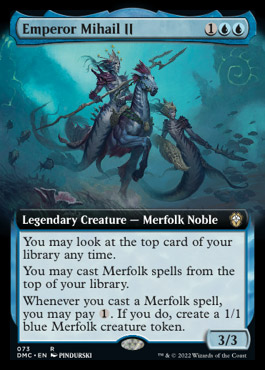 Emperor Mihail II 1
Legendary Creature — Merfolk Noble
You may look at the top card of your
library any time.
You may cast Merfolk spells from the
top of your library.
Whenever you cast a Merfolk spell,
you may pay 1. If you do, create a 1/1
blue Merfolk creature token.
3/3
073 R
DMC • EN PINDURSKI
™ & © 2022 Wizards of the Coast